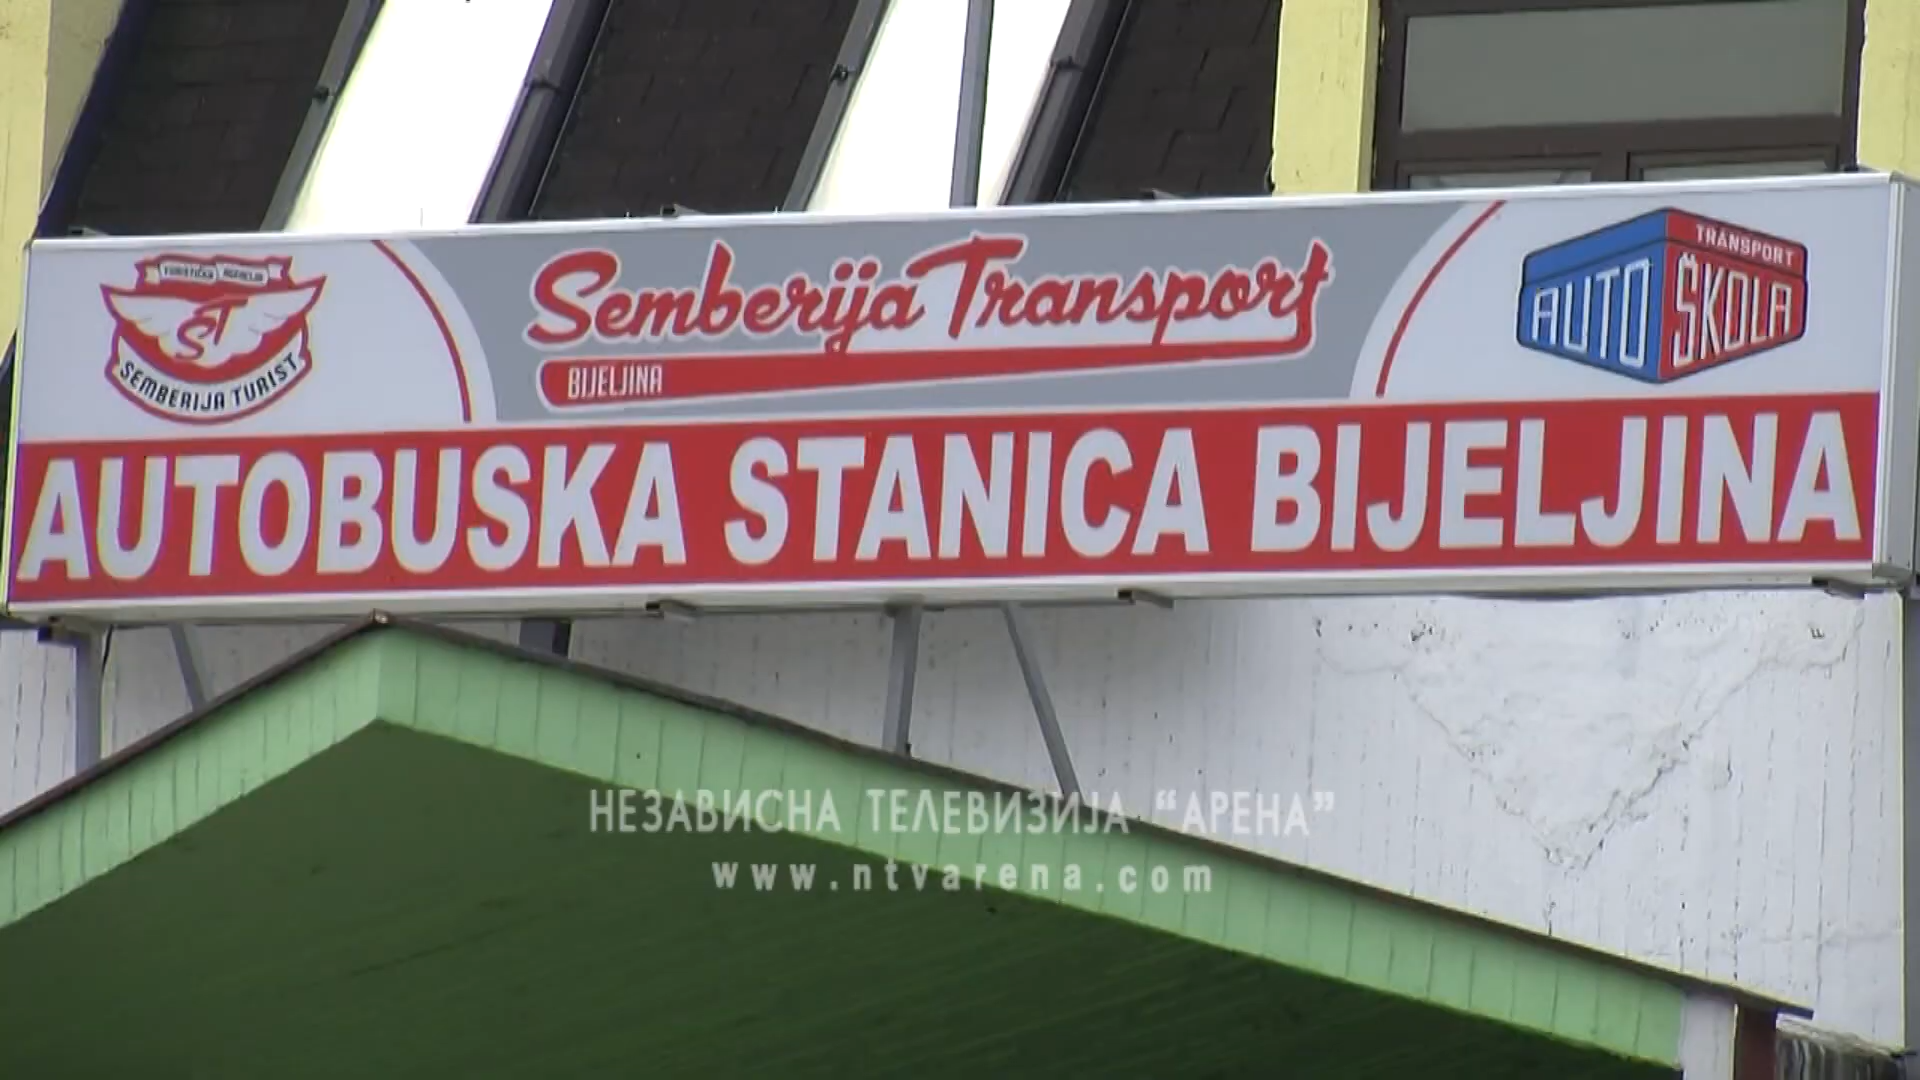 TURISTIČKA AGENCIJA
ST
SEMBERIJA TURIST
Semberija Transport
BIJELJINA
TRANSPORT
AUTO ŠKOLA
AUTOBUSKA STANICA BIJELJINA
НЕЗАВИСНА ТЕЛЕВИЗИЈА “АРЕНА”
www.ntvarena.com